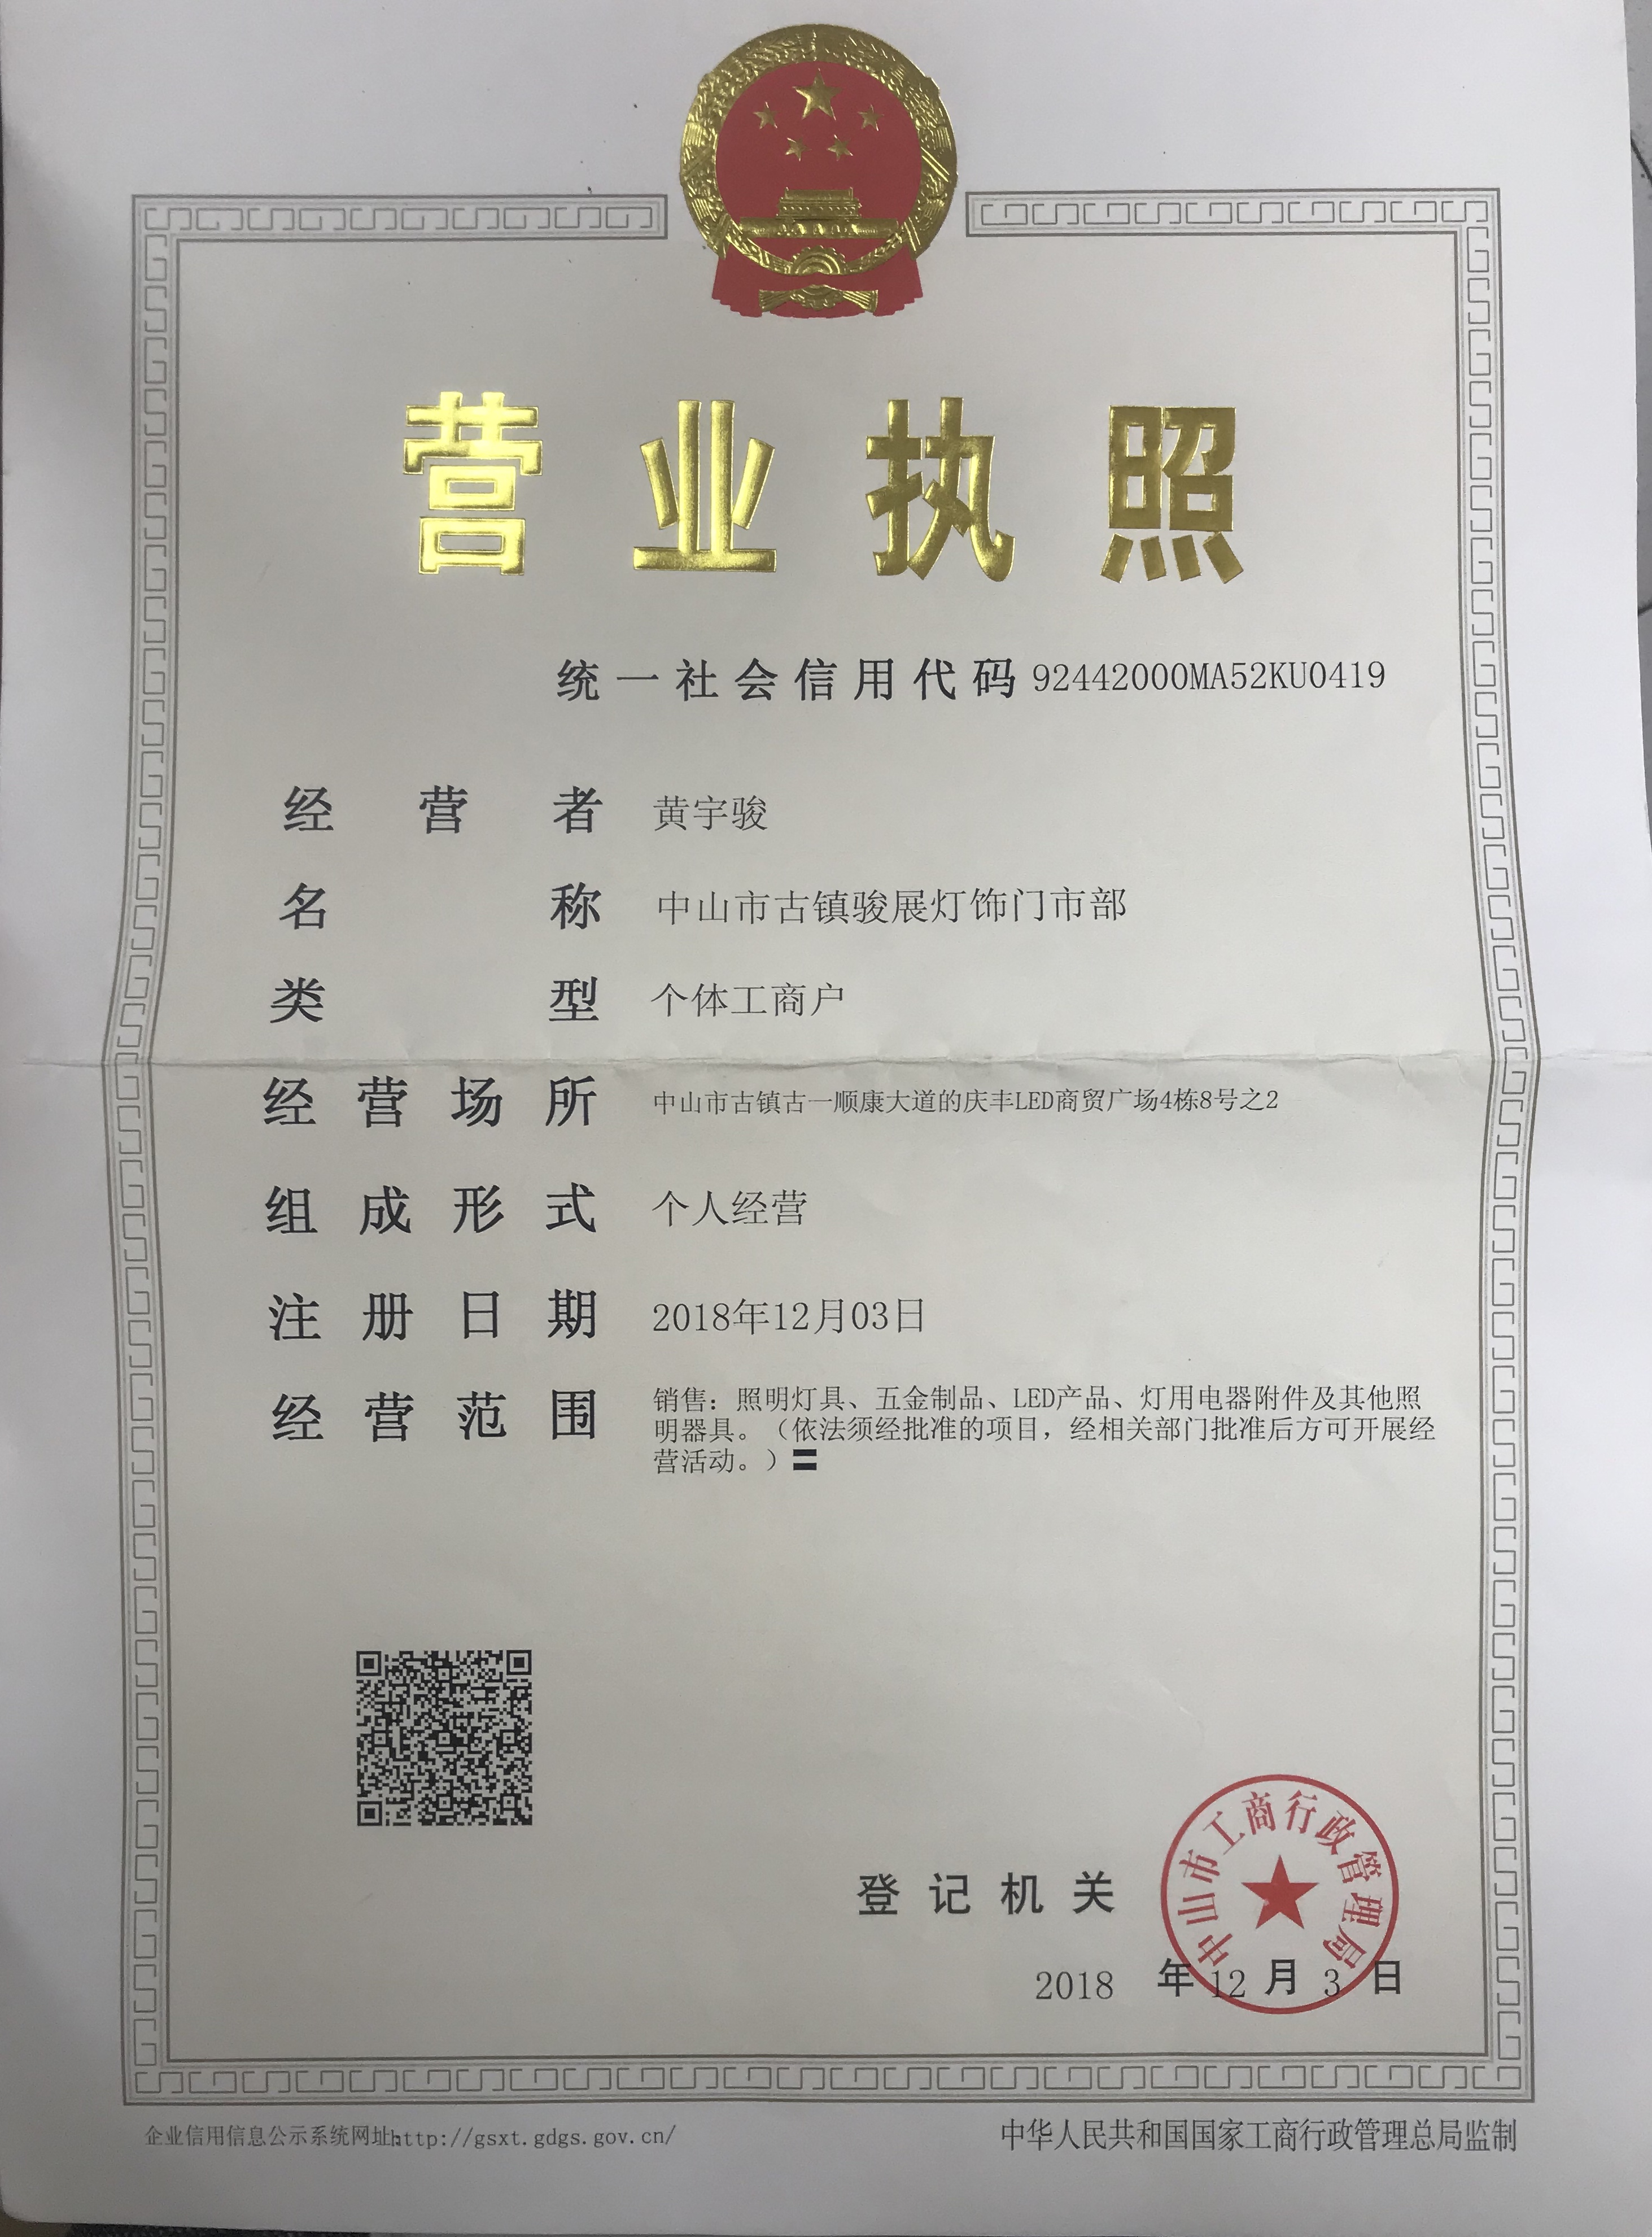 营业执照
统一社会信用代码 92442000MA52KU0419
经营者 黄宇骏
名称 中山市古镇骏展灯饰门市部
类型 个体工商户
经营场所 中山市古镇古一顺康大道的庆丰LED商贸广场4栋8号之2
组成形式 个人经营
注册日期 2018年12月03日
经营范围 销售：照明灯具、五金制品、LED产品、灯用电器附件及其他照
明器具。（依法须经批准的项目，经相关部门批准后方可开展经
营活动。）〓
登记机关
中山市工商行政管理局
2018 年 12 月 3 日
企业信用信息公示系统网址:http://gsxt.gdgs.gov.cn/
中华人民共和国国家工商行政管理总局监制